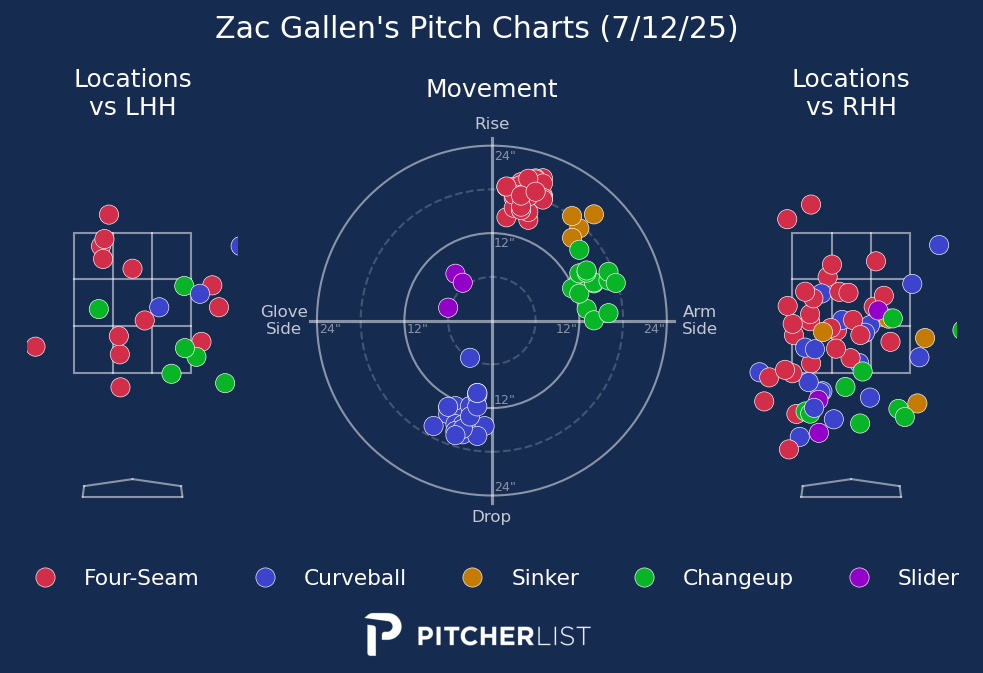 Zac Gallen's Pitch Charts (7/12/25)
Locations
vs LHH
Movement
Locations
vs RHH
Rise
24"
12"
Glove
Side
24"
12"
12"
24"
Arm
Side
12"
24"
Drop
Four-Seam
Curveball
Sinker
Changeup
Slider
PITCHERLIST